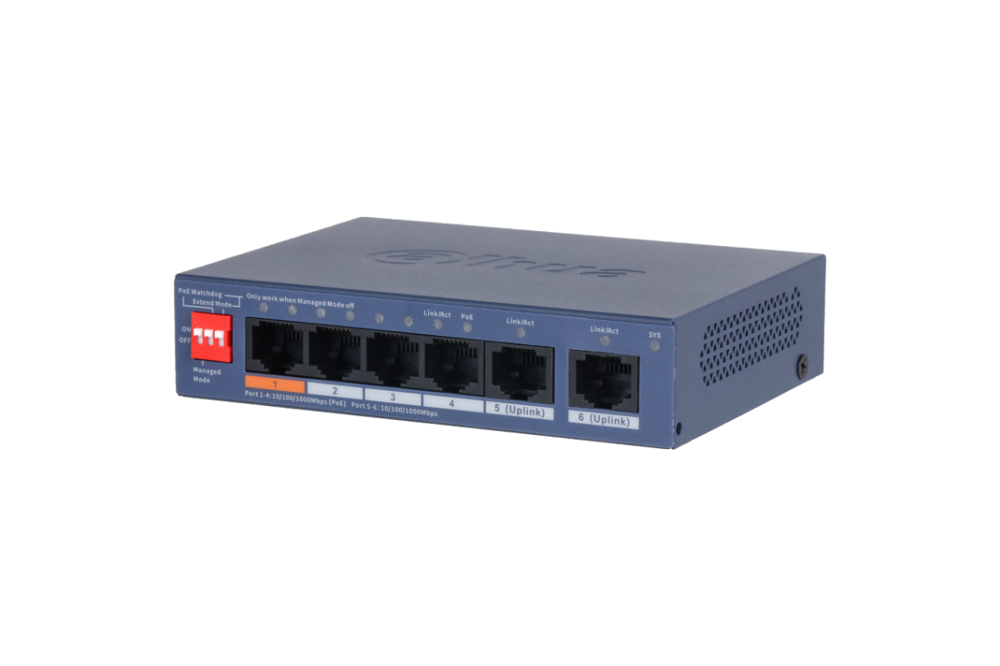 alhua
PoE Watchdog
Extend Mode
Only work when Managed Mode off
Link/Act
PoE
Link/Act
Link/Act
SYS
ON
OFF
Managed
Mode
1
2
3
4
5 (Uplink)
6 (Uplink)
Port 1-4:10/100/1000Mbps (PoE) Port 5-6:10/100/1000Mbps